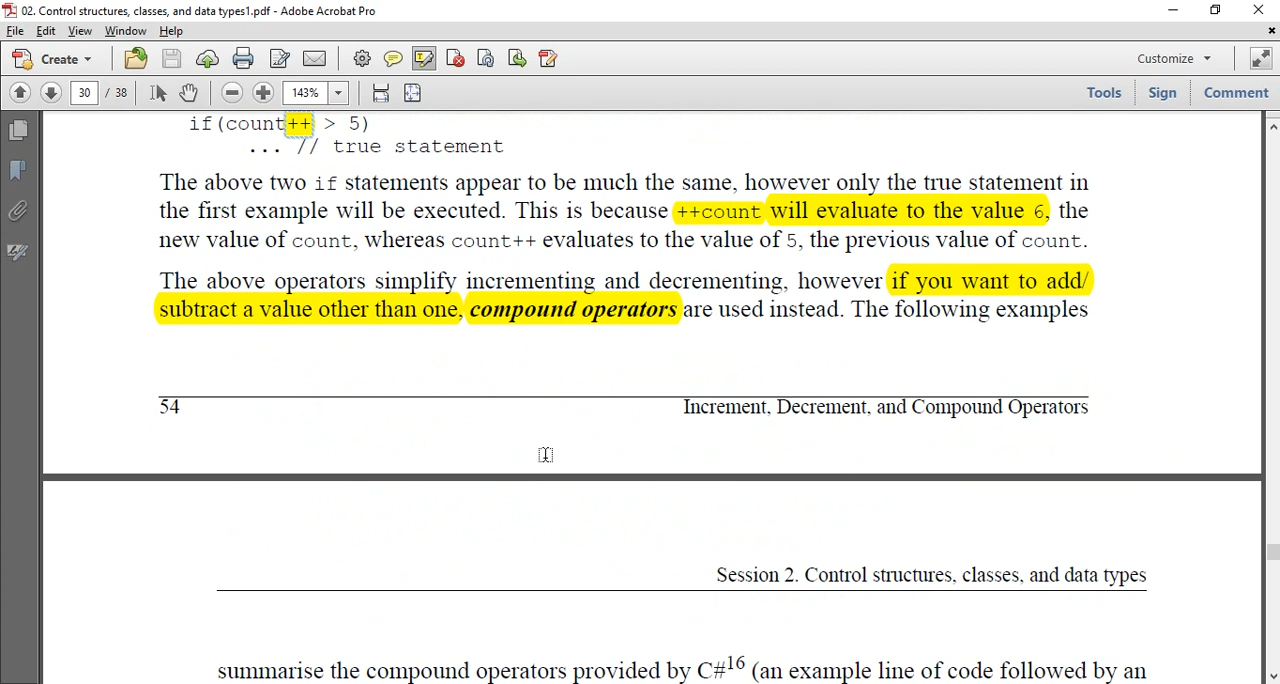 02. Control structures, classes, and data types1.pdf - Adobe Acrobat Pro
File Edit View Window Help
Create Customize
30 / 38 143% Tools Sign Comment
if(count++ > 5)
... // true statement
The above two if statements appear to be much the same, however only the true statement in
the first example will be executed. This is because ++count will evaluate to the value 6, the
new value of count, whereas count++ evaluates to the value of 5, the previous value of count.
The above operators simplify incrementing and decrementing, however if you want to add/
subtract a value other than one, compound operators are used instead. The following examples
54 Increment, Decrement, and Compound Operators
Session 2. Control structures, classes, and data types
summarise the compound operators provided by C#16 (an example line of code followed by an